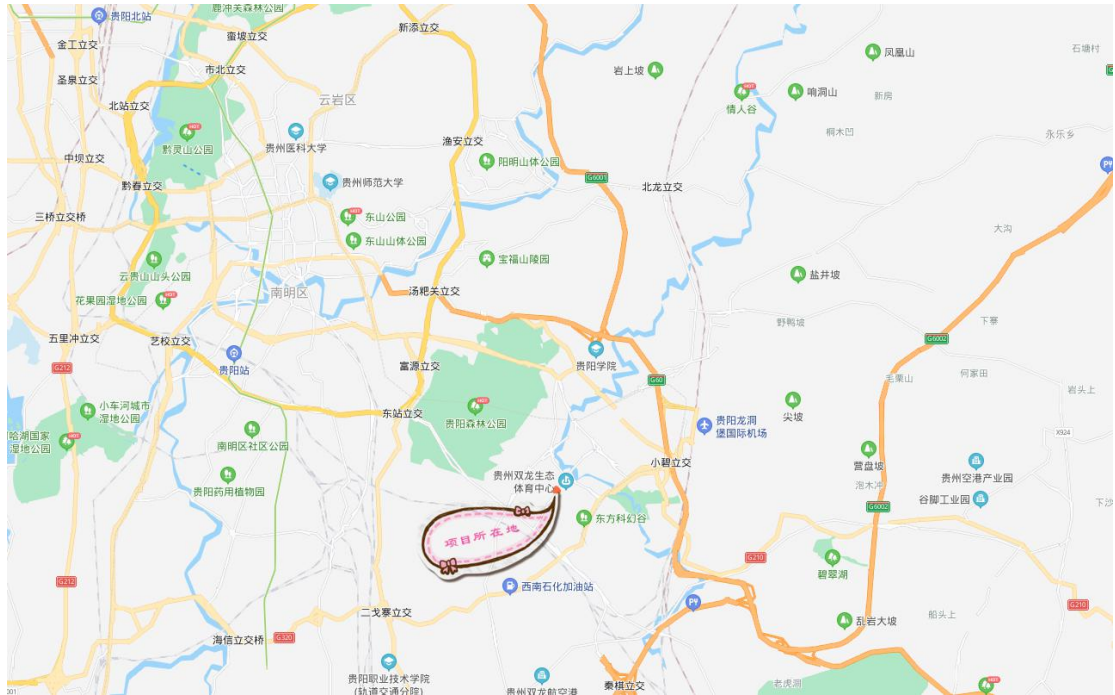 鹿冲关森林公园
贵阳北站
新添立交
金工立交
蛮坡立交
凤凰山
石塘村
市北立交
岩上坡
圣泉立交
云岩区
情人谷
响洞山
新房
北站立交
桐木凹
永乐乡
黔灵山公园
贵州医科大学
渔安立交
中坝立交
阳明山体公园
G6001
北龙立交
黔春立交
贵州师范大学
三桥立交桥
东山公园
大沟
东山山体公园
云贵山山头公园
宝福山陵园
盐井坡
花果园湿地公园
南明区
汤粑关立交
野鸭坡
下寨
五里冲立交
艺校立交
G6002
贵阳站
贵阳学院
G212
富源立交
G60
毛栗山
何家田
岩头上
小车河城市
湿地公园
东站立交
贵阳森林公园
尖坡
贵阳龙洞
堡国际机场
哈湖国家
湿地公园
南明区社区公园
X924
小碧立交
营盘坡
贵州双龙生态
体育中心
贵州空港产业园
贵阳药用植物园
泡木冲
谷脚工业园
下沙
G6002
项目所在地
东方科幻谷
G210
碧翠湖
G212
西南石化加油站
G210
二戈寨立交
船头上
乱岩大坡
海信立交桥
G320
贵阳职业技术学院
(轨道交通分院)
老虎洞
秦棋立交
贵州双龙航空港
001